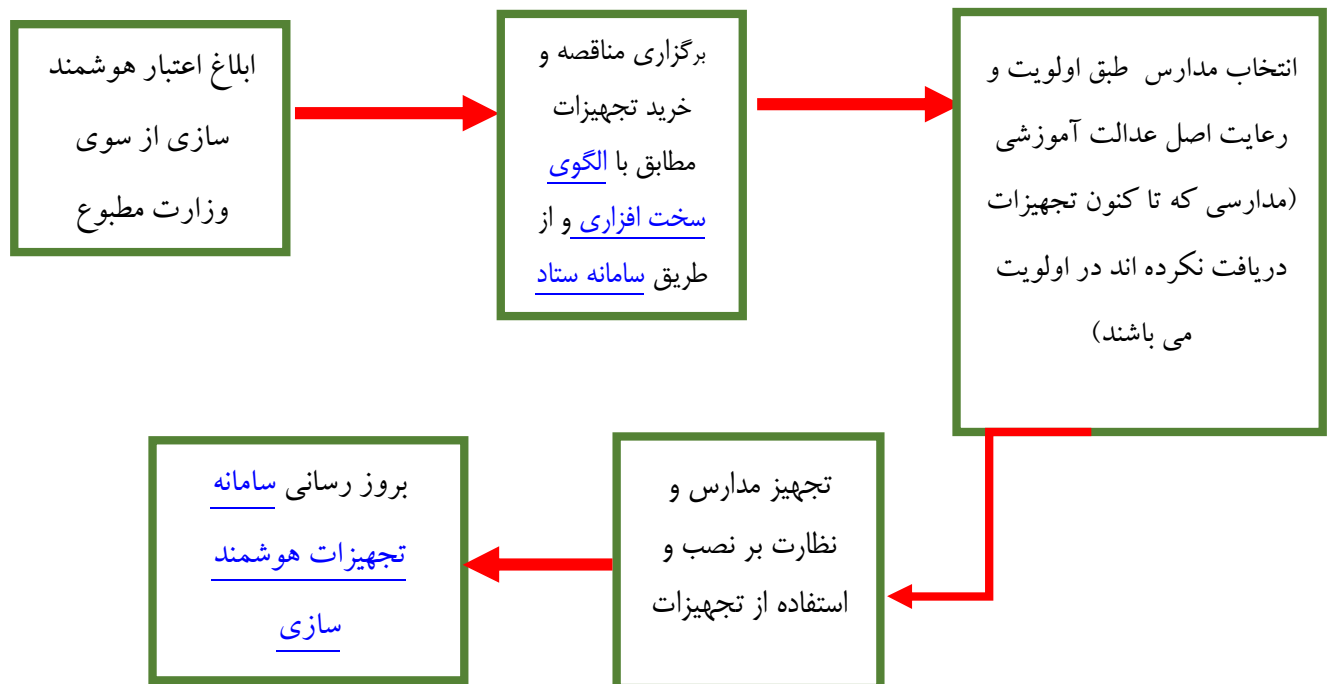 ابلاغ اعتبار هوشمند
سازی از سوی
وزارت مطبوع
برگزاری مناقصه و
خرید تجهیزات
مطابق با الگوی
سخت افزاری و از
طریق سامانه ستاد
انتخاب مدارس طبق اولویت و
رعایت اصل عدالت آموزشی
(مدارسی که تا کنون تجهیزات
دریافت نکرده اند در اولویت
می باشند)
تجهیز مدارس و
نظارت بر نصب و
استفاده از تجهیزات
بروز رسانی سامانه
تجهیزات هوشمند
سازی